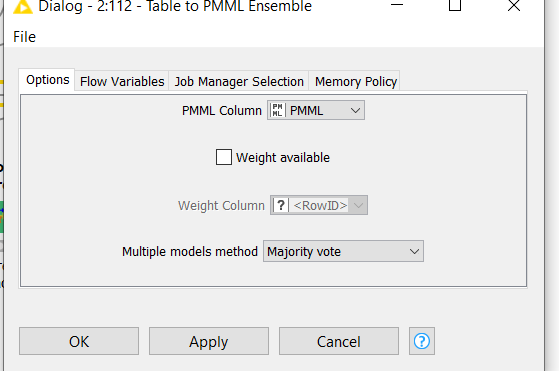 Dialog - 2:112 - Table to PMML Ensemble
File
Options Flow Variables Job Manager Selection Memory Policy
PMML Column PM ML PMML
Weight available
Weight Column ? <RowID>
Multiple models method Majority vote
OK Apply Cancel ?